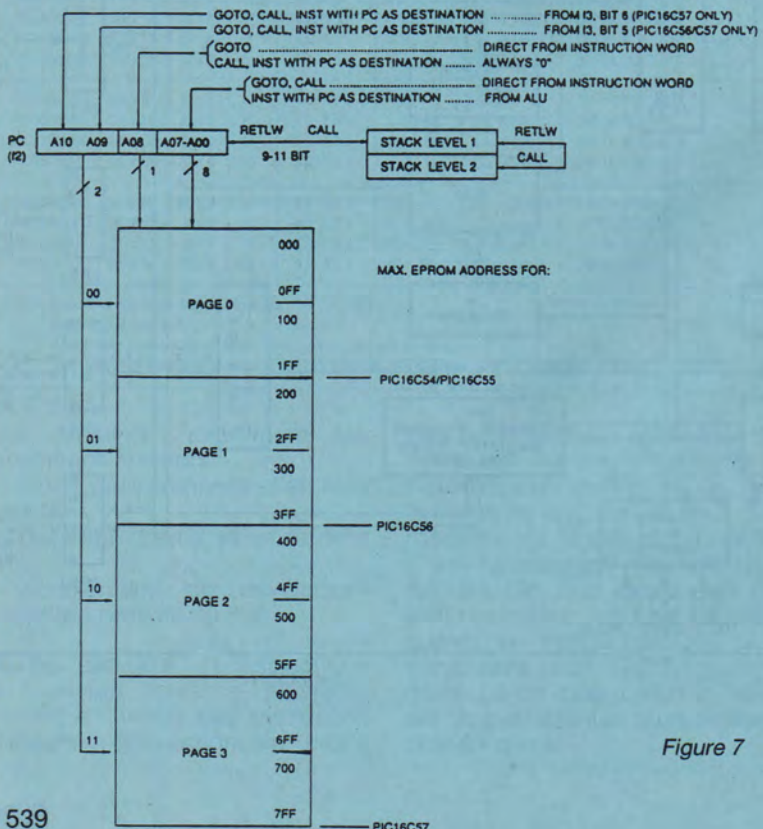 GOTO, CALL, INST WITH PC AS DESTINATION ... ............. FROM f3, BIT 6 (PIC16C57 ONLY)
GOTO, CALL, INST WITH PC AS DESTINATION ................. FROM f3, BIT 5 (PIC16C56/C57 ONLY)
GOTO ............................................. DIRECT FROM INSTRUCTION WORD
CALL, INST WITH PC AS DESTINATION ......... ALWAYS "0"
GOTO, CALL ............................ DIRECT FROM INSTRUCTION WORD
INST WITH PC AS DESTINATION ......... FROM ALU
PC (f2) A10 A09 A08 A07-A00 RETLW CALL STACK LEVEL 1 RETLW
9-11 BIT STACK LEVEL 2 CALL
2 1 8
000
MAX. EPROM ADDRESS FOR:
00 PAGE 0 0FF
100
1FF
PIC16C54/PIC16C55
200
01 PAGE 1 2FF
300
3FF
PIC16C56
400
10 PAGE 2 4FF
500
5FF
600
11 PAGE 3 6FF
700
Figure 7
7FF
539 PIC16C57